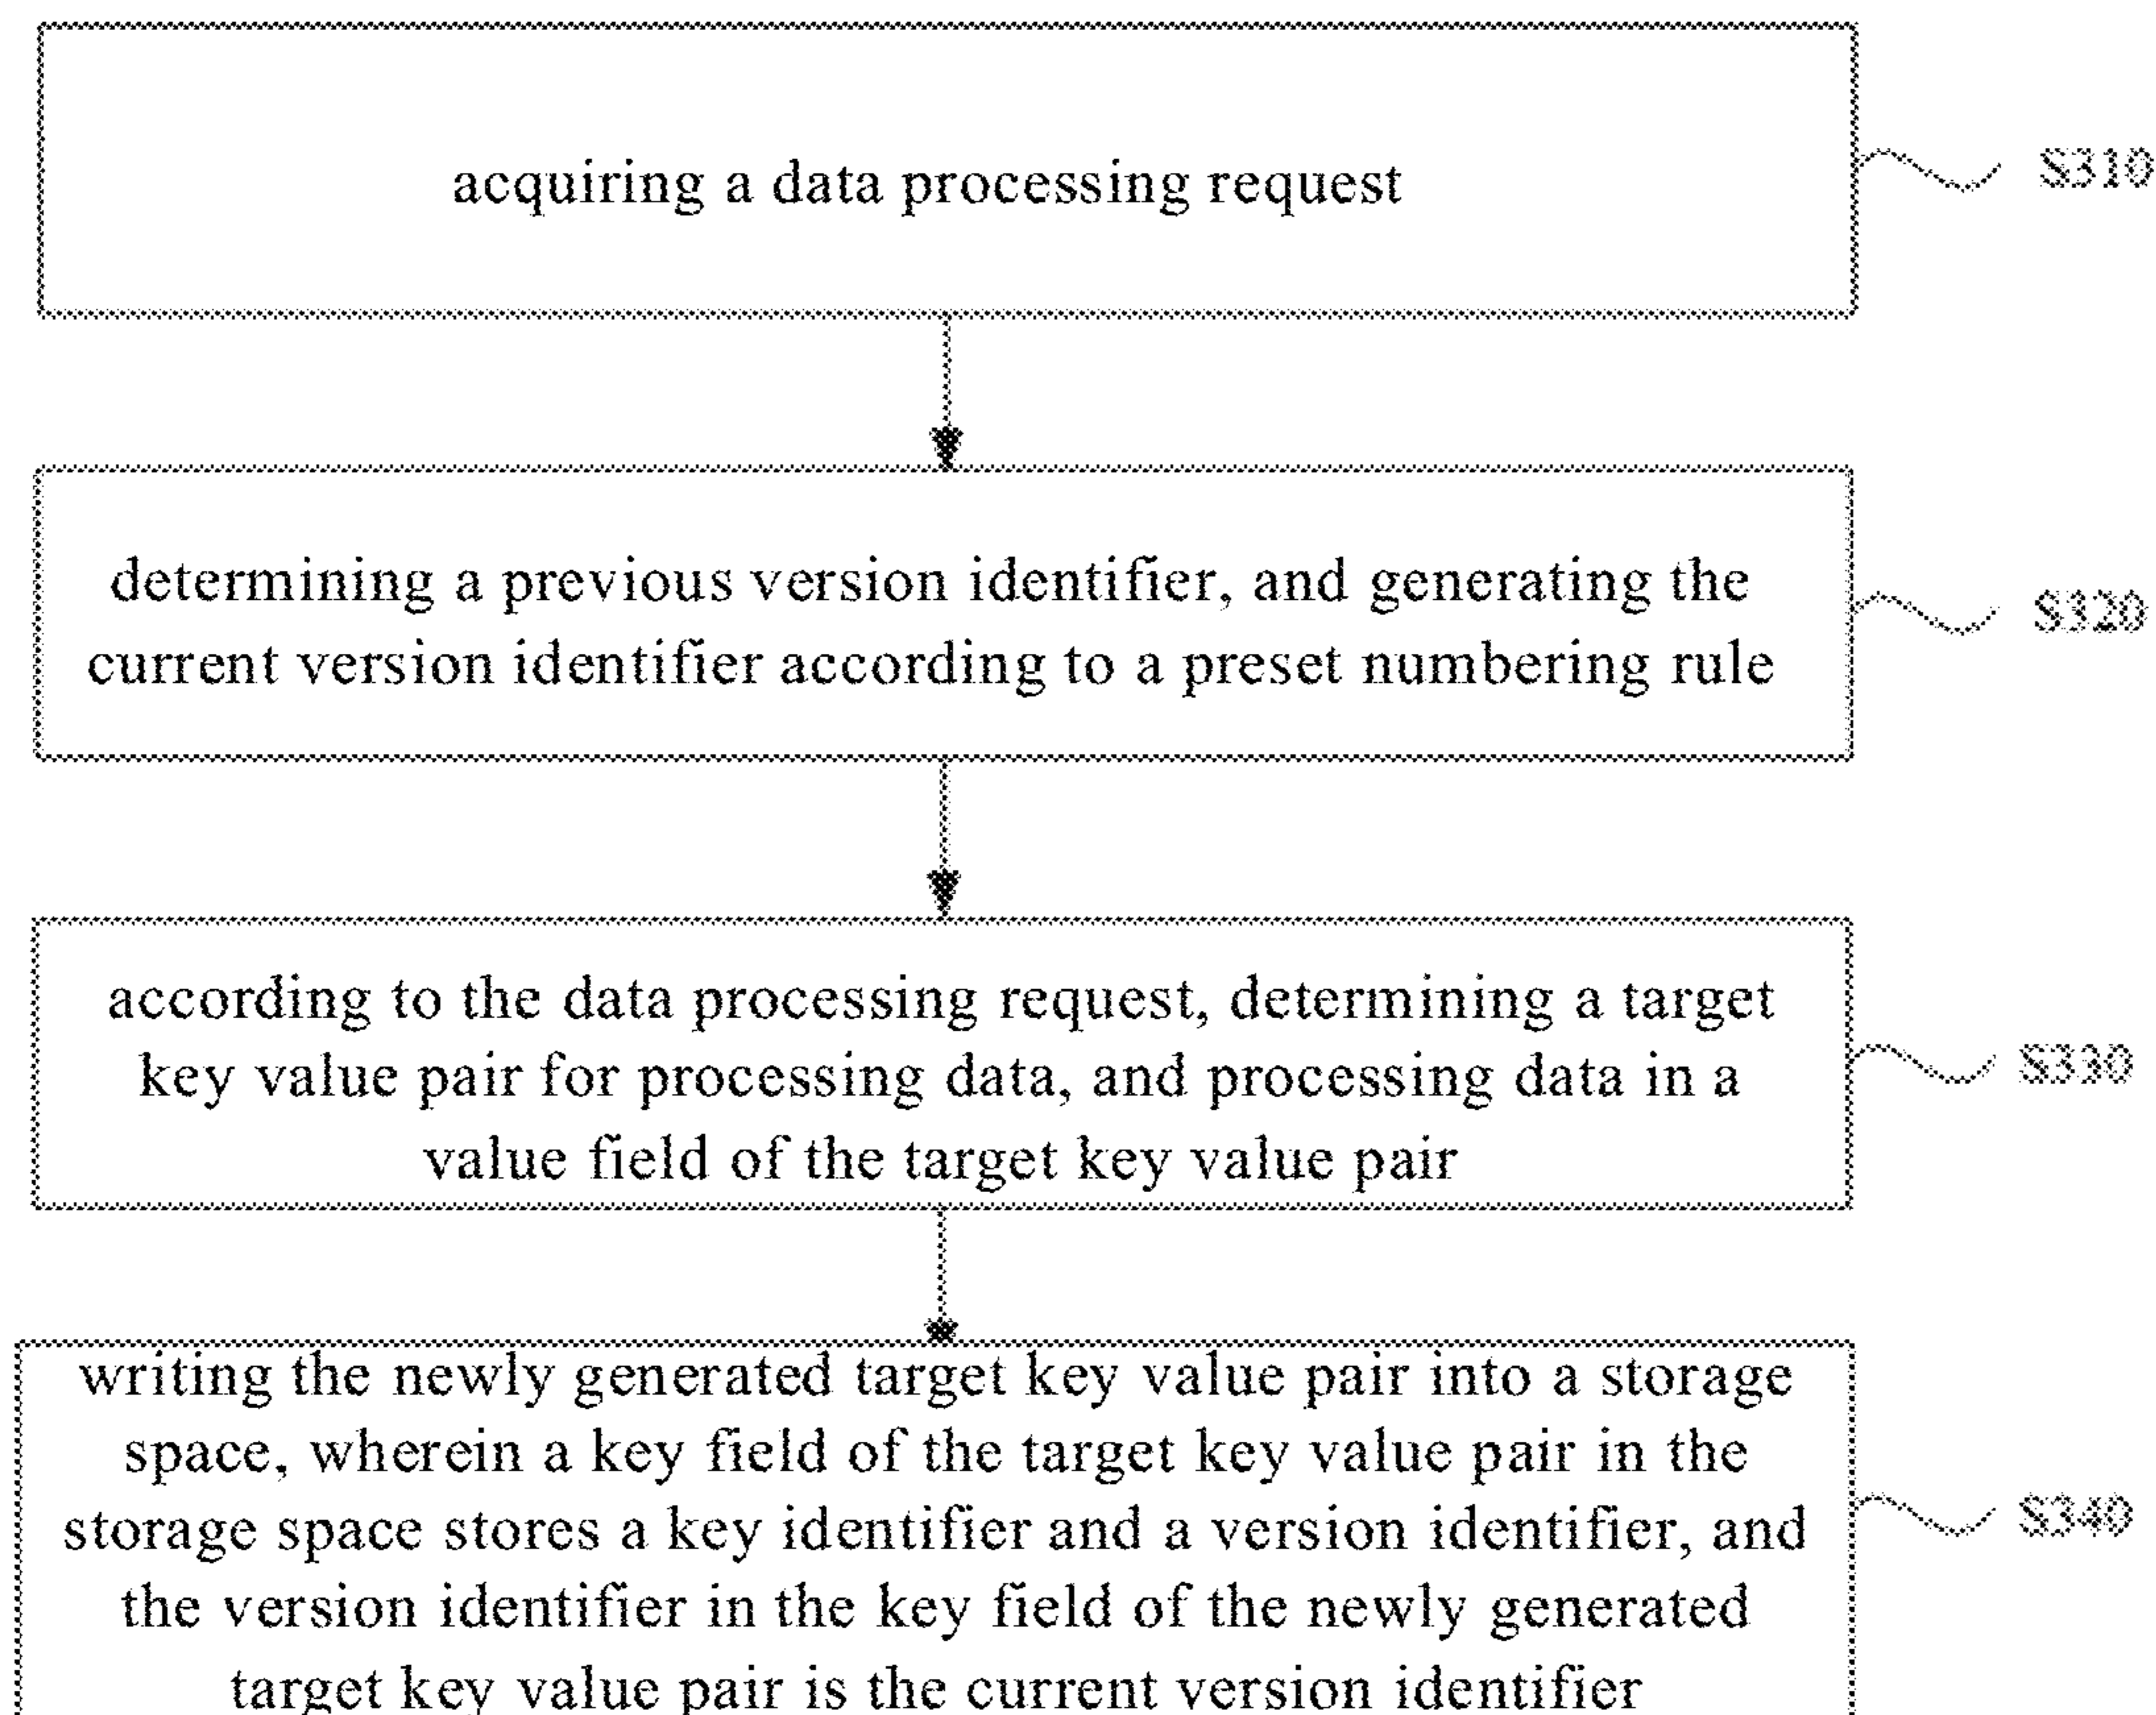 acquiring a data processing request
S310
determining a previous version identifier, and generating the
current version identifier according to a preset numbering rule
S320
according to the data processing request, determining a target
key value pair for processing data, and processing data in a
value field of the target key value pair
S330
writing the newly generated target key value pair into a storage
space, wherein a key field of the target key value pair in the
storage space stores a key identifier and a version identifier, and
the version identifier in the key field of the newly generated
target key value pair is the current version identifier
S340